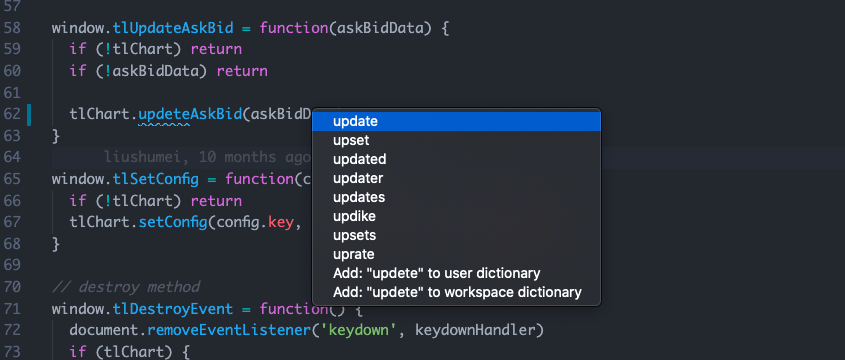 57
58 window.tlUpdateAskBid = function(askBidData) {
59 if (!tlChart) return
60 if (!askBidData) return
61
62 tlChart.updeteAskBid(askBidD
63 }
64 liushumei, 10 months ago
65 window.tlSetConfig = function(c
66 if (!tlChart) return
67 tlChart.setConfig(config.key,
68 }
69
70 // destroy method
71 window.tlDestroyEvent = function() {
72 document.removeEventListener('keydown', keydownHandler)
73 if (tlChart) {
update
upset
updated
updater
updates
updike
upsets
uprate
Add: "updete" to user dictionary
Add: "updete" to workspace dictionary